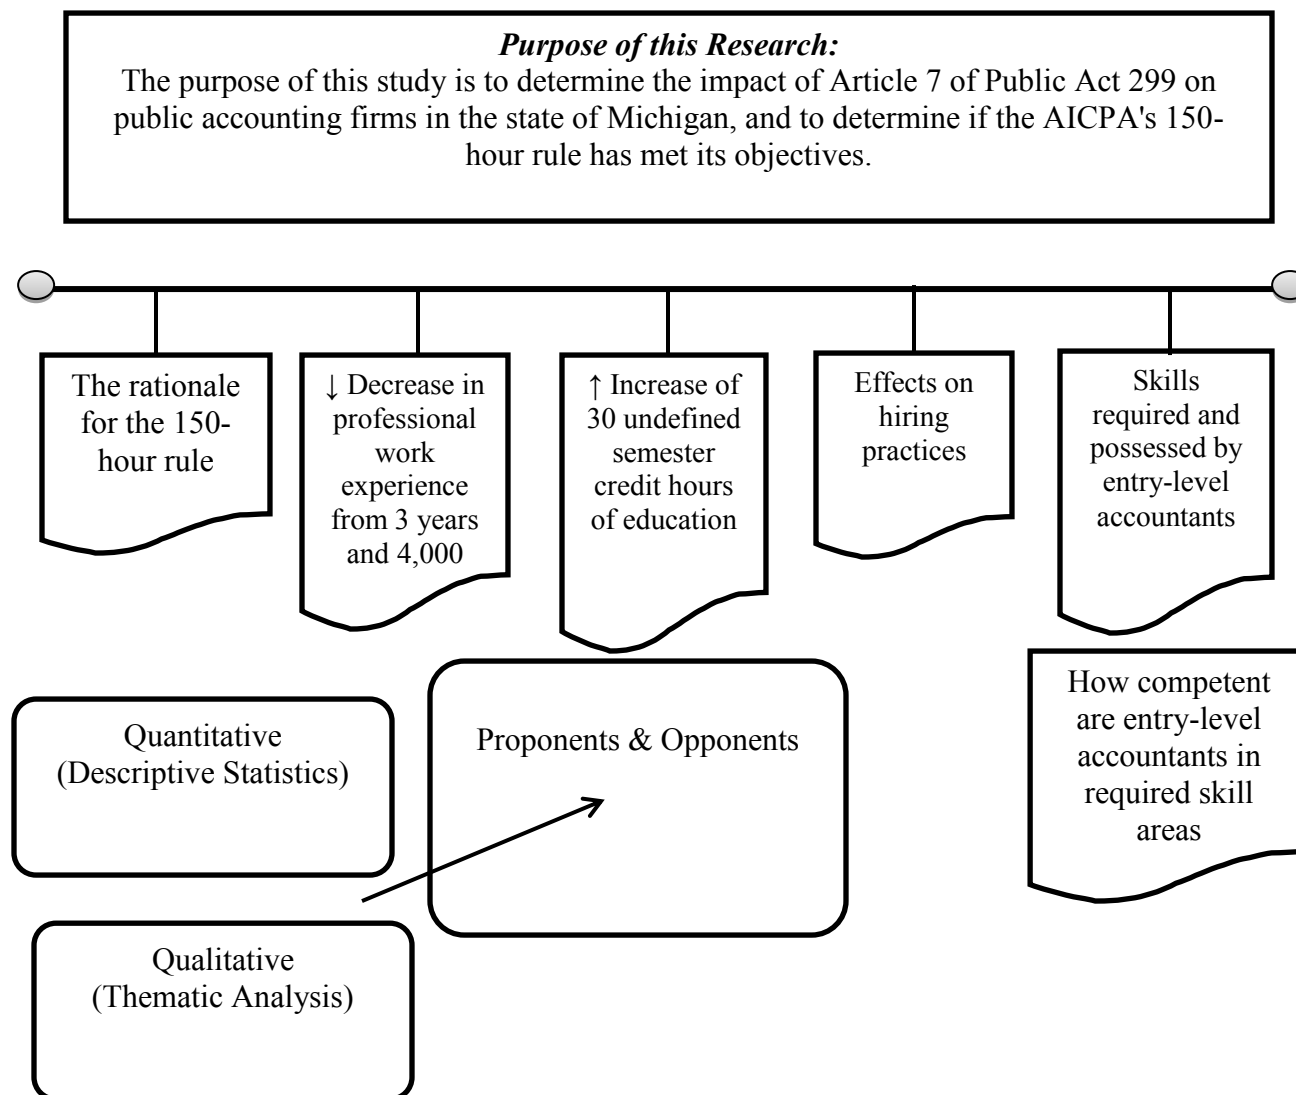 Purpose of this Research:
The purpose of this study is to determine the impact of Article 7 of Public Act 299 on
public accounting firms in the state of Michigan, and to determine if the AICPA's 150-
hour rule has met its objectives.
The rationale
for the 150-
hour rule
↓ Decrease in
professional
work
experience
from 3 years
and 4,000
↑ Increase of
30 undefined
semester
credit hours
of education
Effects on
hiring
practices
Skills
required and
possessed by
entry-level
accountants
How competent
are entry-level
accountants in
required skill
areas
Quantitative
(Descriptive Statistics)
Proponents & Opponents
Qualitative
(Thematic Analysis)